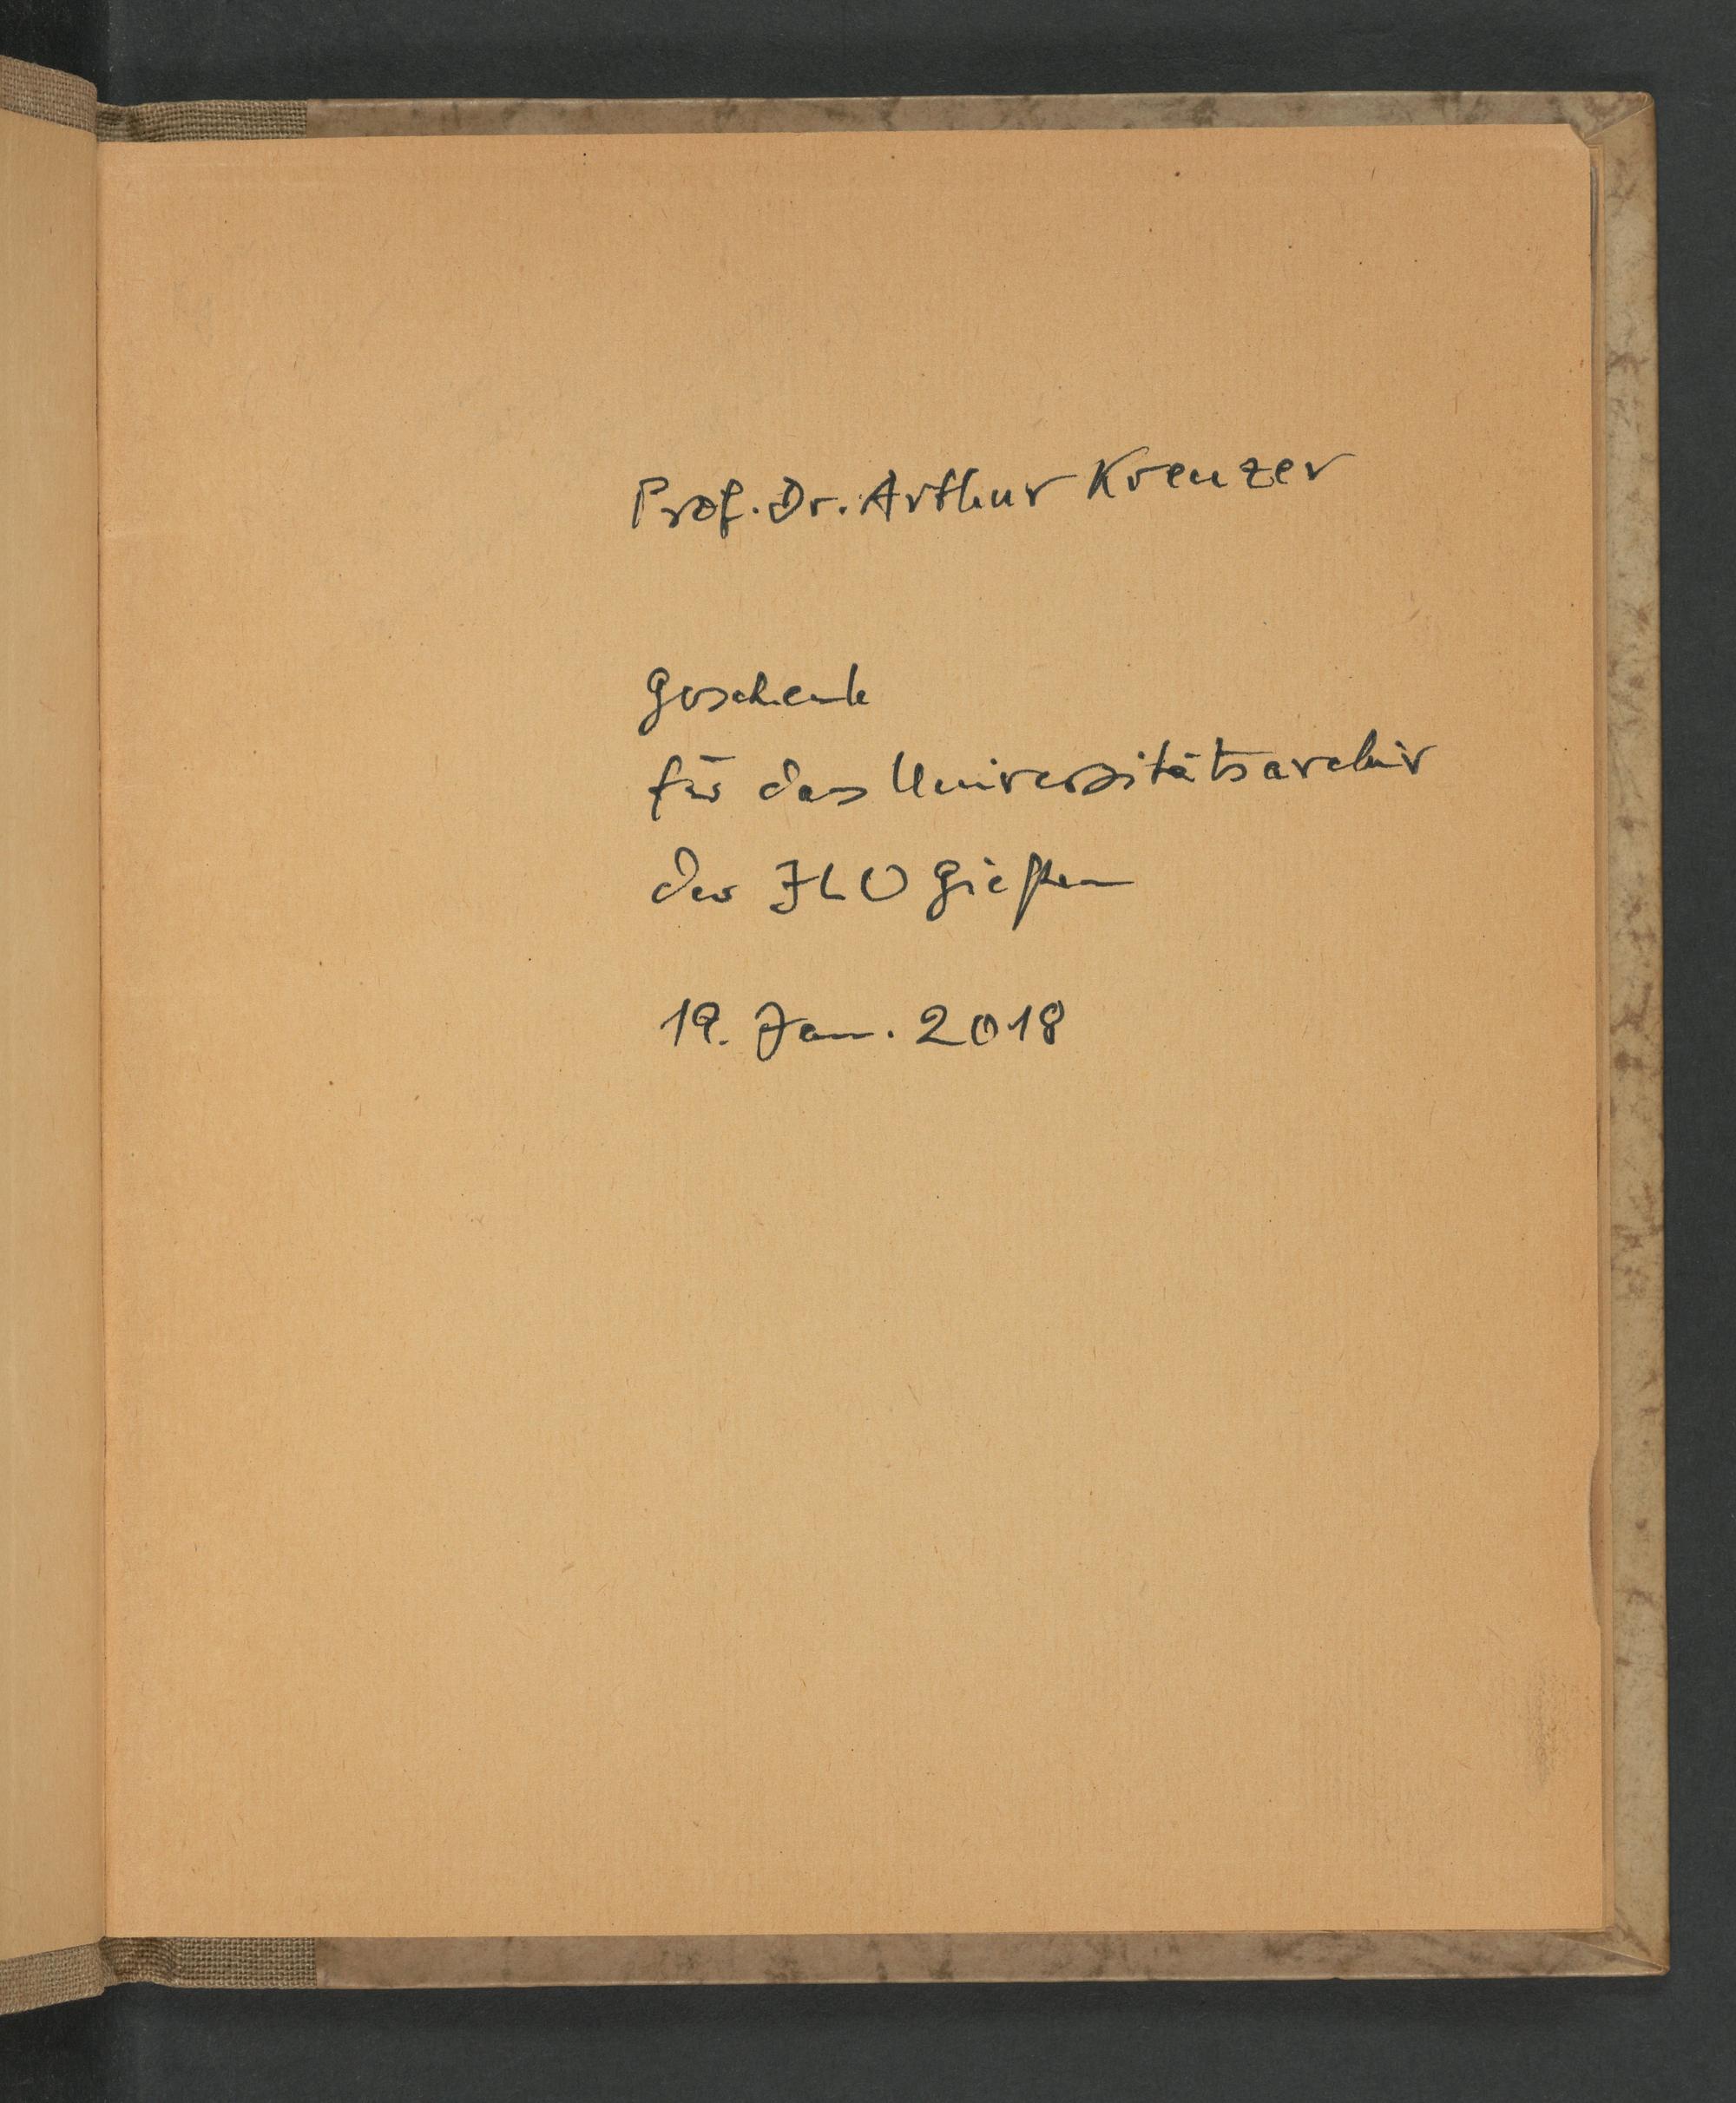 Prof. Dr. Arthur Kreuzer
Geschenk
für das Universitätsarchiv
der JLU Gießen
19. Jan. 2018